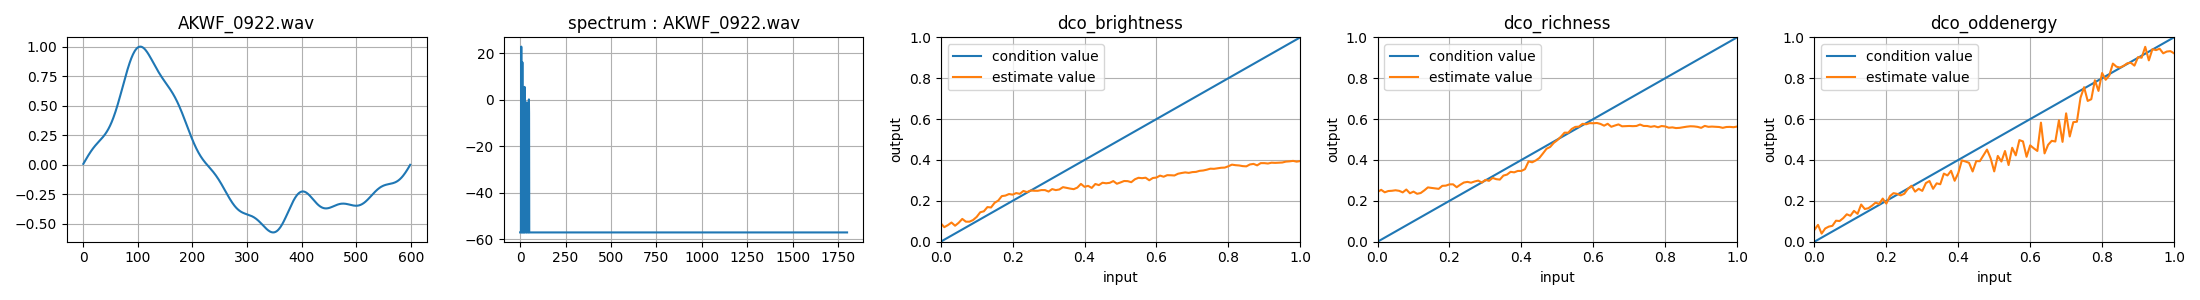 AKWF_0922.wav
1.00
0.75
0.50
0.25
0.00
−0.25
−0.50
0 100 200 300 400 500 600
spectrum : AKWF_0922.wav
20
0
−20
−40
−60
0 250 500 750 1000 1250 1500 1750
dco_brightness
condition value
estimate value
output
1.0
0.8
0.6
0.4
0.2
0.0
0.0 0.2 0.4 0.6 0.8 1.0
input
dco_richness
condition value
estimate value
output
1.0
0.8
0.6
0.4
0.2
0.0
0.0 0.2 0.4 0.6 0.8 1.0
input
dco_oddenergy
condition value
estimate value
output
1.0
0.8
0.6
0.4
0.2
0.0
0.0 0.2 0.4 0.6 0.8 1.0
input